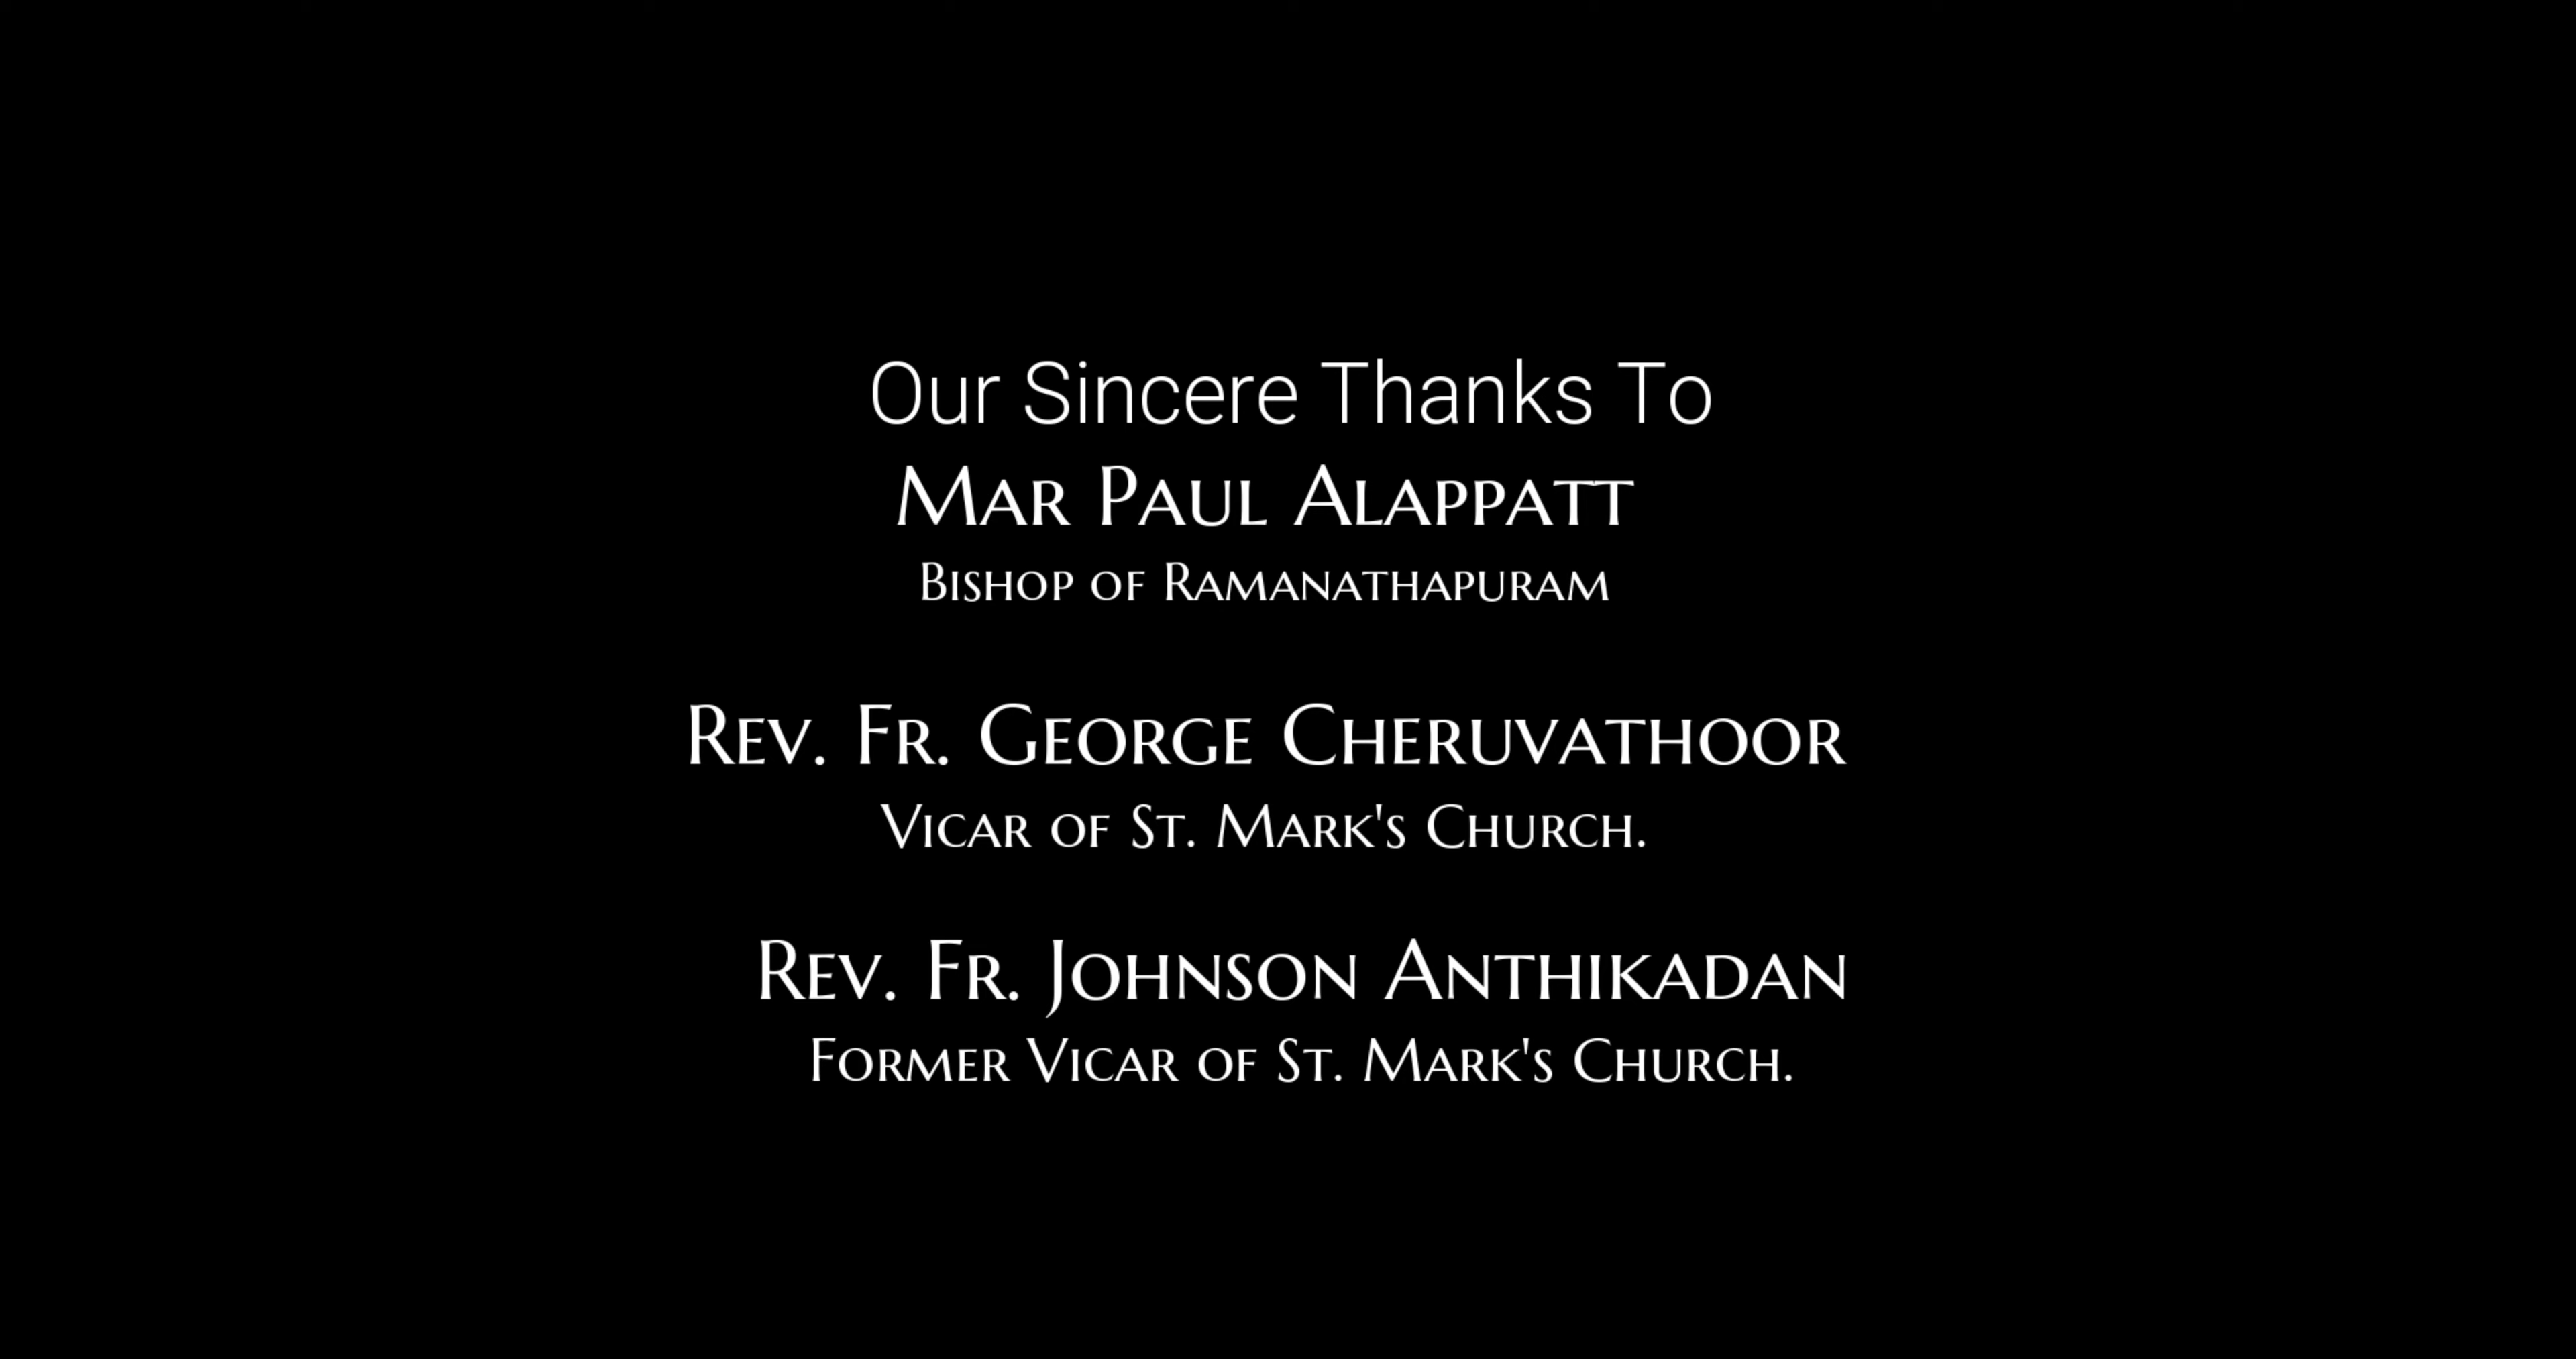 Our Sincere Thanks To
Mar Paul Alappatt
Bishop of Ramanathapuram
Rev. Fr. George Cheruvathoor
Vicar of St. Mark's Church.
Rev. Fr. Johnson Anthikadan
Former Vicar of St. Mark's Church.